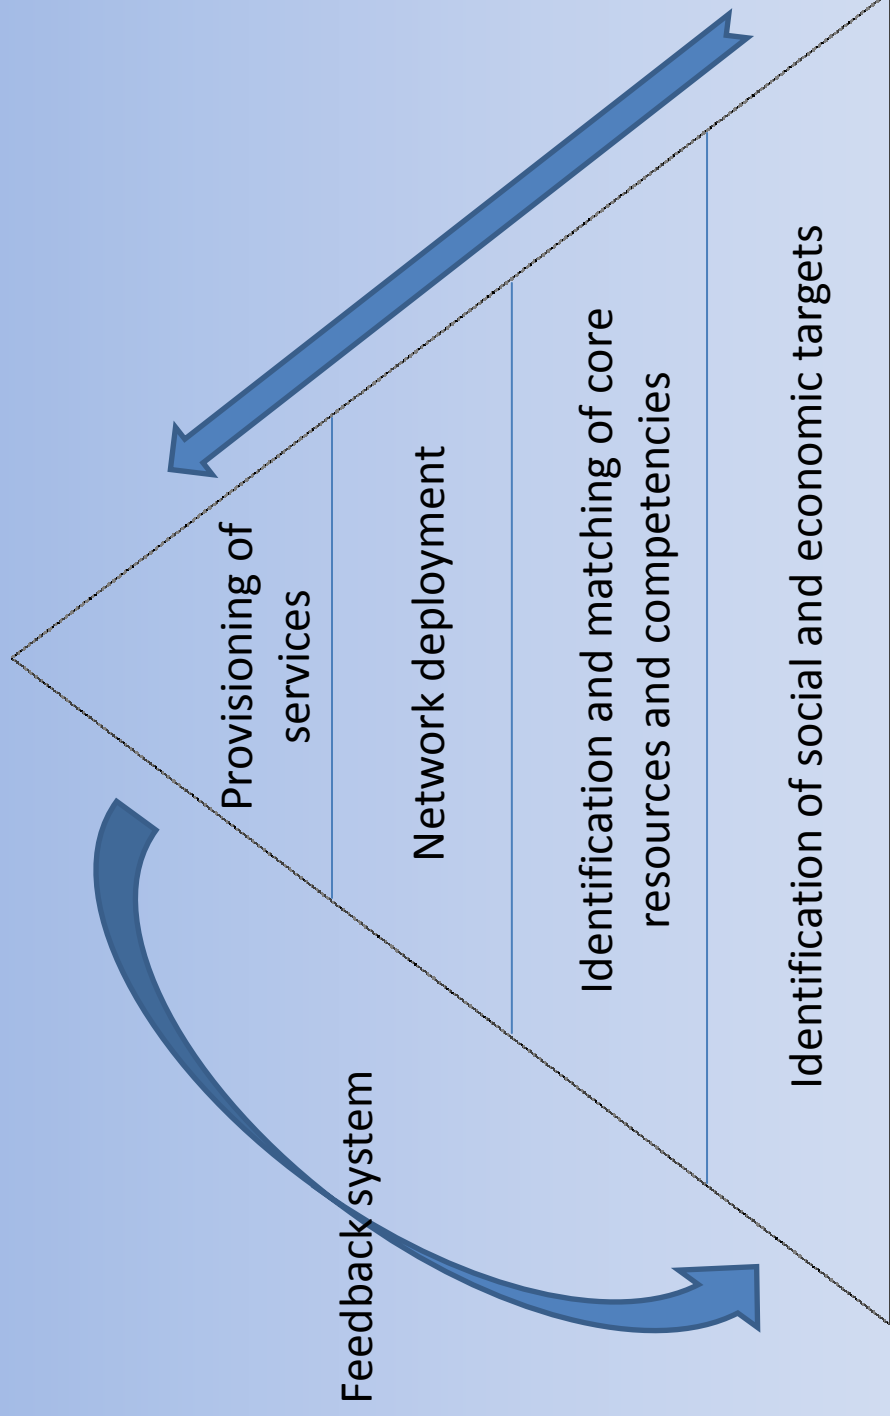 Provisioning of
services
Network deployment
Identification and matching of core
resources and competencies
Identification of social and economic targets
Feedback system